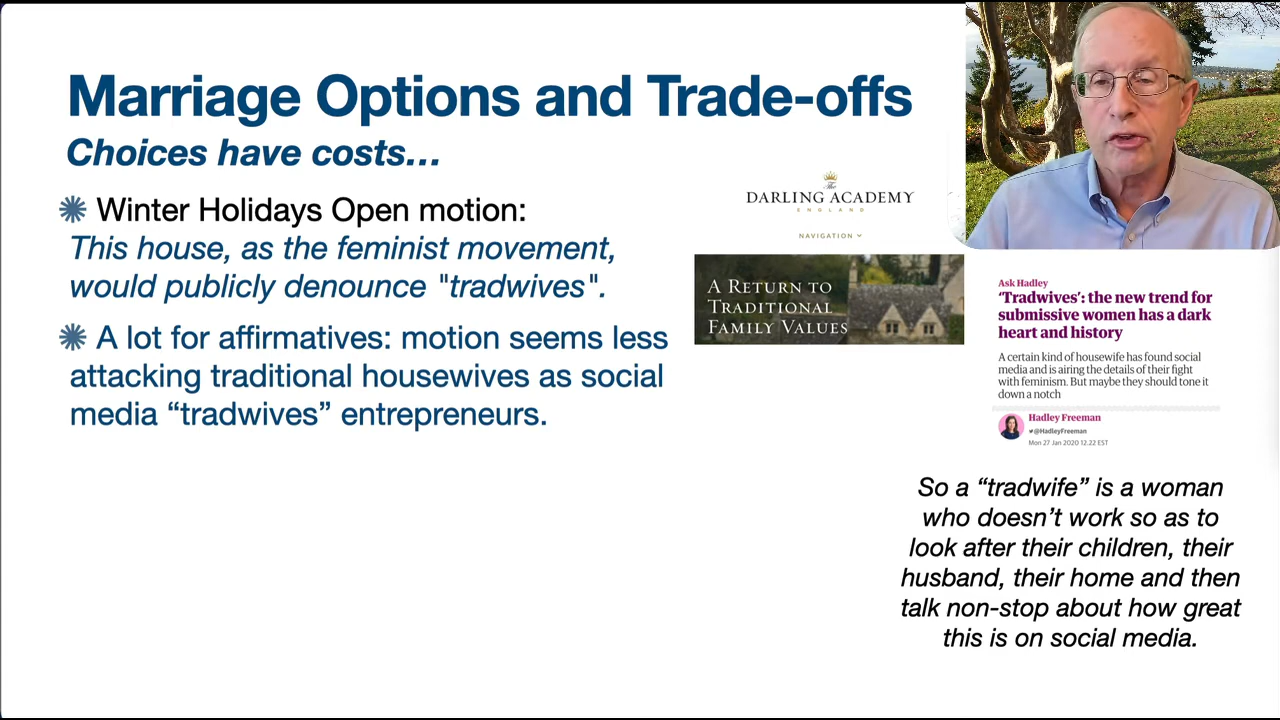 Marriage Options and Trade-offs
Choices have costs...
Winter Holidays Open motion:
This house, as the feminist movement,
would publicly denounce "tradwives".
A lot for affirmatives: motion seems less
attacking traditional housewives as social
media “tradwives” entrepreneurs.
The
DARLING ACADEMY
ENGLAND
NAVIGATION
A RETURN TO
TRADITIONAL
FAMILY VALUES
Ask Hadley
‘Tradwives’: the new trend for
submissive women has a dark
heart and history
A certain kind of housewife has found social
media and is airing the details of their fight
with feminism. But maybe they should tone it
down a notch
Hadley Freeman
@HadleyFreeman
Mon 27 Jan 2020 12.22 EST
So a “tradwife” is a woman
who doesn’t work so as to
look after their children, their
husband, their home and then
talk non-stop about how great
this is on social media.